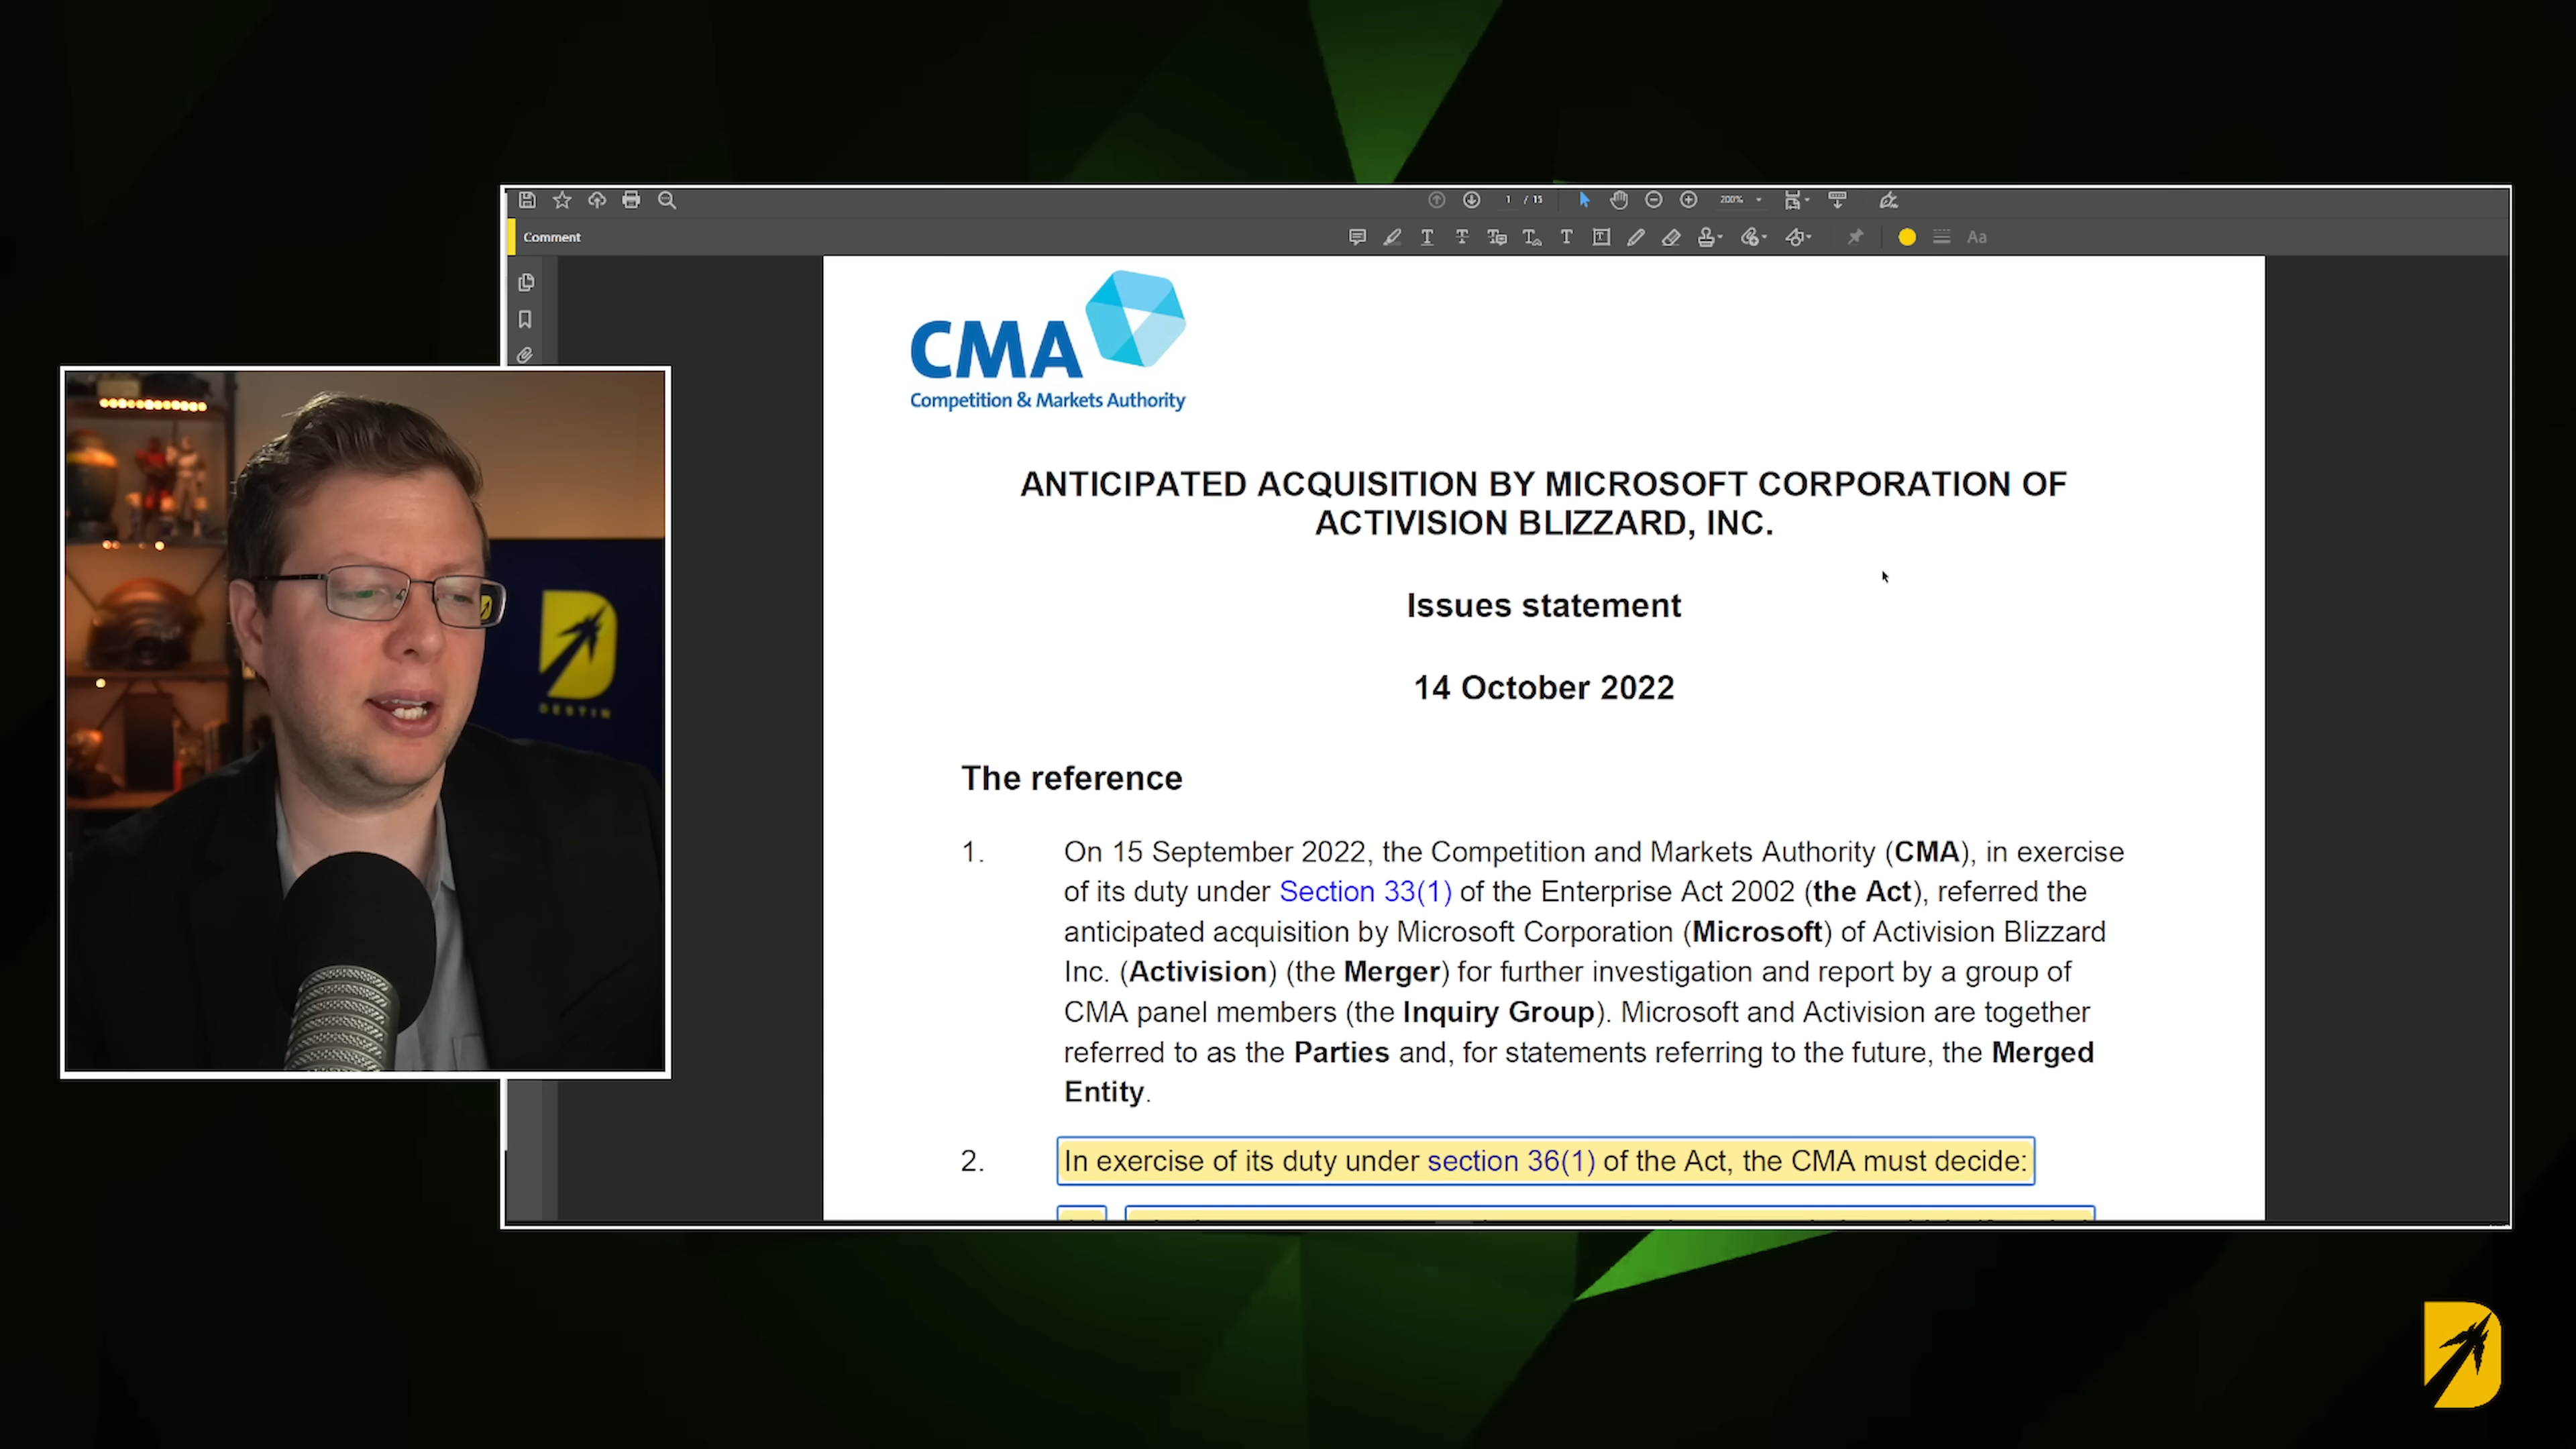 1 / 15
200%
Comment
Aa
CMA
Competition & Markets Authority
ANTICIPATED ACQUISITION BY MICROSOFT CORPORATION OF
ACTIVISION BLIZZARD, INC.
Issues statement
14 October 2022
The reference
1. On 15 September 2022, the Competition and Markets Authority (CMA), in exercise
of its duty under Section 33(1) of the Enterprise Act 2002 (the Act), referred the
anticipated acquisition by Microsoft Corporation (Microsoft) of Activision Blizzard
Inc. (Activision) (the Merger) for further investigation and report by a group of
CMA panel members (the Inquiry Group). Microsoft and Activision are together
referred to as the Parties and, for statements referring to the future, the Merged
Entity.
2. In exercise of its duty under section 36(1) of the Act, the CMA must decide:
DESTIN